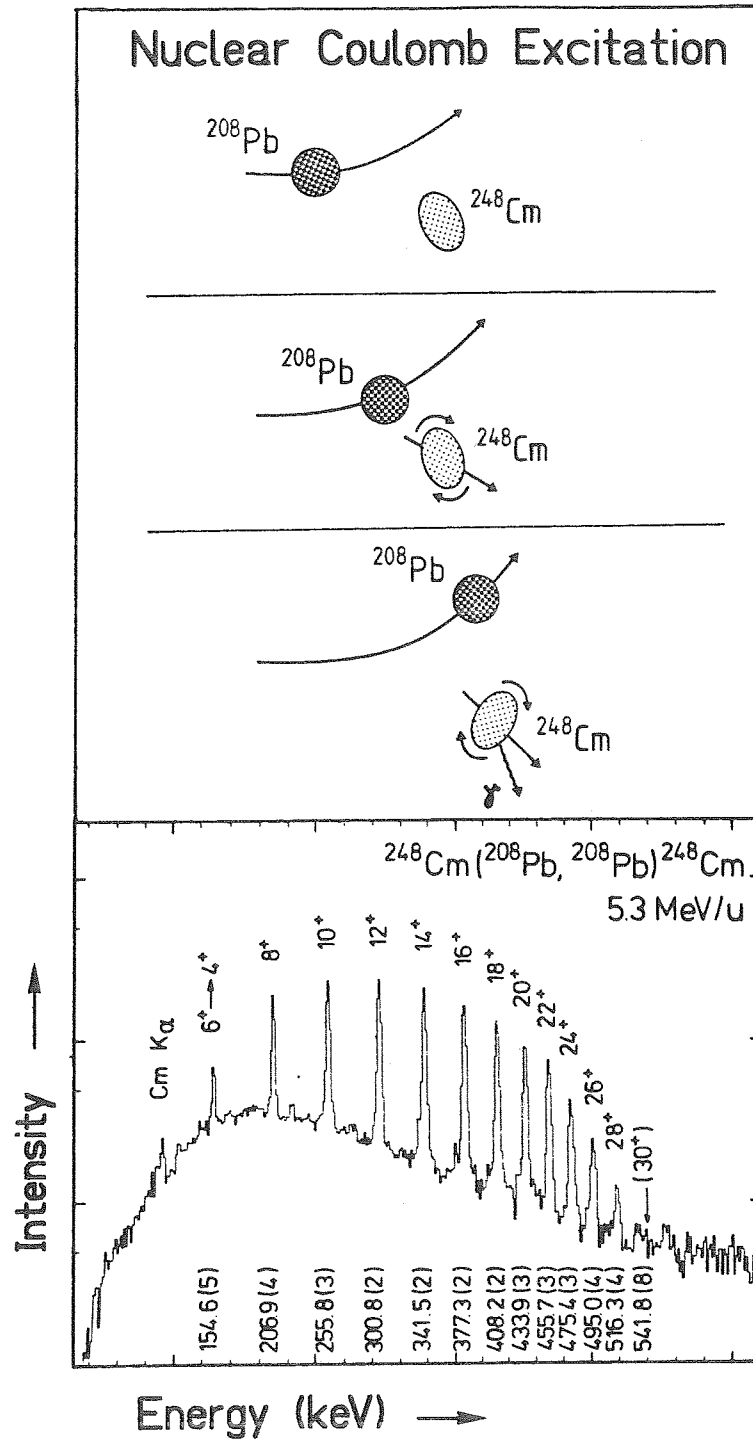 Nuclear Coulomb Excitation
²⁰⁸Pb
²⁴⁸Cm
²⁰⁸Pb
²⁴⁸Cm
²⁰⁸Pb
²⁴⁸Cm
γ
²⁴⁸Cm(²⁰⁸Pb, ²⁰⁸Pb)²⁴⁸Cm.
5.3 MeV/u
Cm Kα
6⁺→4⁺
8⁺
10⁺
12⁺
14⁺
16⁺
18⁺
20⁺
22⁺
24⁺
26⁺
28⁺
(30⁺)
154.6 (5)
206.9 (4)
255.8 (3)
300.8 (2)
341.5 (2)
377.3 (2)
408.2 (2)
433.9 (3)
455.7 (3)
475.4 (3)
495.0 (4)
516.3 (4)
541.8 (8)
Intensity →
Energy (keV) →